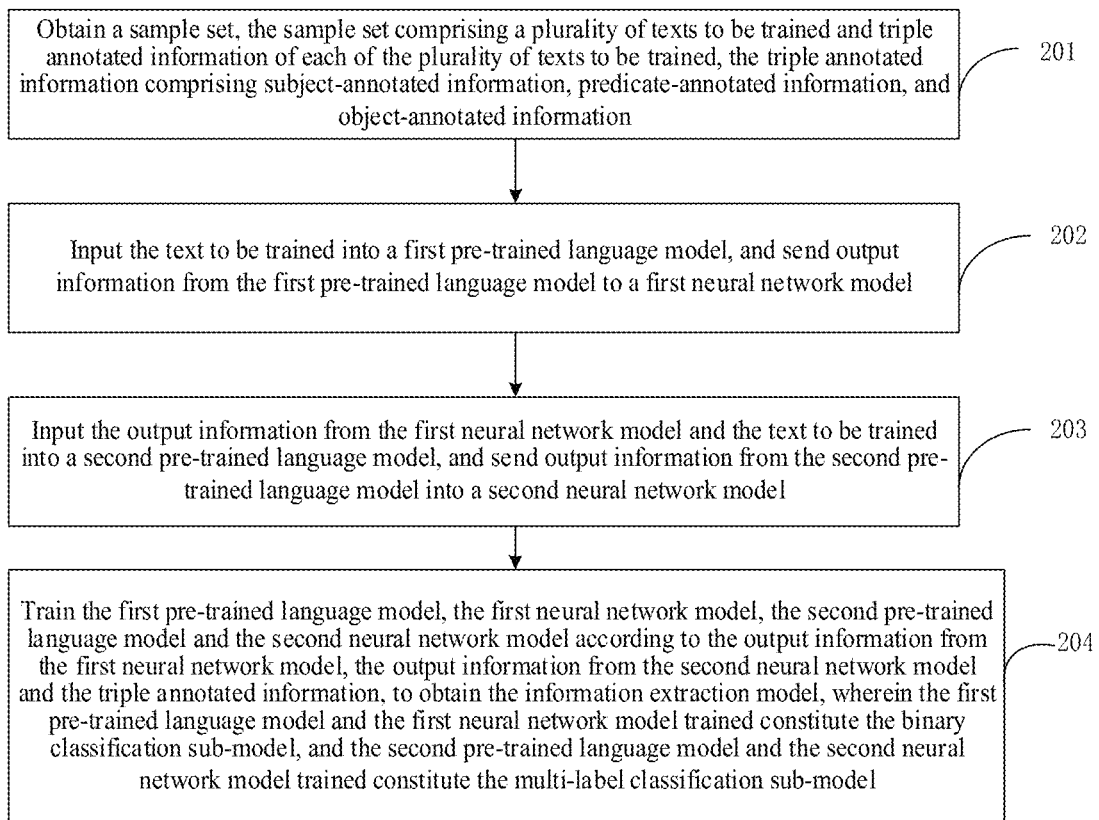 Obtain a sample set, the sample set comprising a plurality of texts to be trained and triple
annotated information of each of the plurality of texts to be trained, the triple annotated
information comprising subject-annotated information, predicate-annotated information, and
object-annotated information
201
Input the text to be trained into a first pre-trained language model, and send output
information from the first pre-trained language model to a first neural network model
202
Input the output information from the first neural network model and the text to be trained
into a second pre-trained language model, and send output information from the second pre-
trained language model into a second neural network model
203
Train the first pre-trained language model, the first neural network model, the second pre-trained
language model and the second neural network model according to the output information from
the first neural network model, the output information from the second neural network model
and the triple annotated information, to obtain the information extraction model, wherein the first
pre-trained language model and the first neural network model trained constitute the binary
classification sub-model, and the second pre-trained language model and the second neural
network model trained constitute the multi-label classification sub-model
204